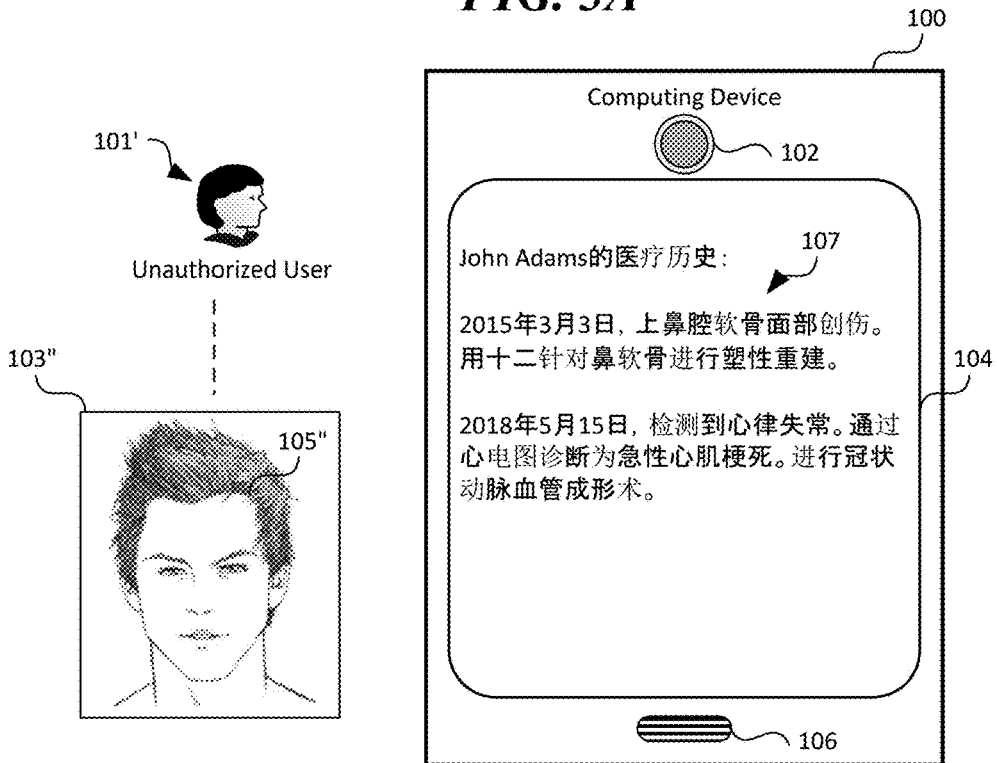 FIG. 3A
100
Computing Device
101'
102
Unauthorized User
John Adams的医疗历史：
107
2015年3月3日，上鼻腔软骨面部创伤。
用十二针对鼻软骨进行塑性重建。
103"
104
105"
2018年5月15日，检测到心律失常。通过
心电图诊断为急性心肌梗死。进行冠状
动脉血管成形术。
106